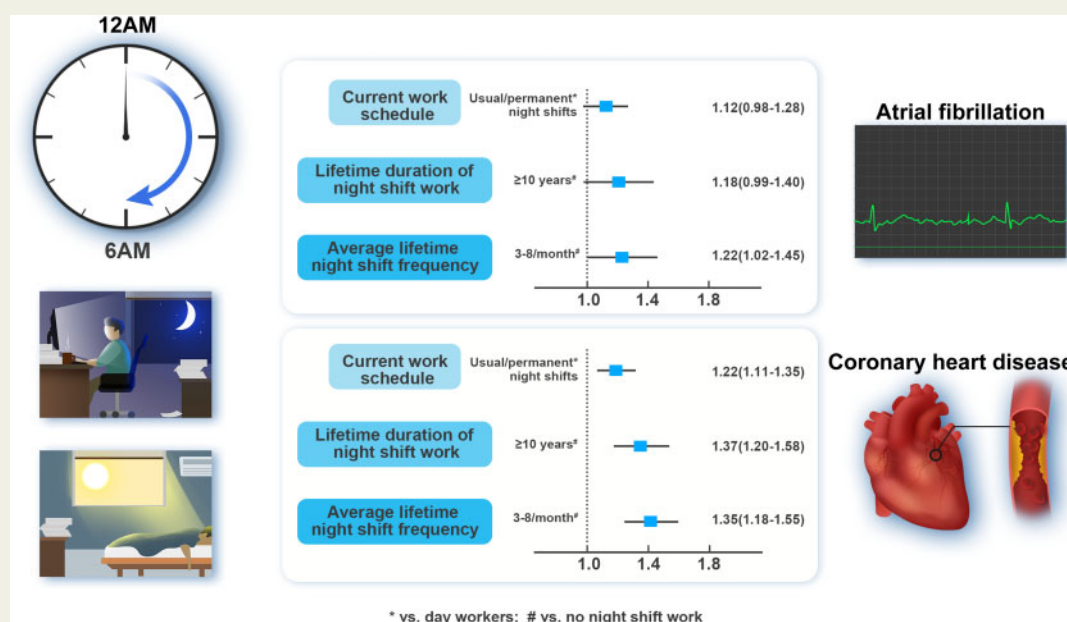 12AM
6AM
Current work
schedule
Usual/permanent*
night shifts
1.12(0.98-1.28)
Lifetime duration of
night shift work
≥10 years#
1.18(0.99-1.40)
Average lifetime
night shift frequency
3-8/month#
1.22(1.02-1.45)
1.0 1.4 1.8
Atrial fibrillation
Current work
schedule
Usual/permanent*
night shifts
1.22(1.11-1.35)
Lifetime duration of
night shift work
≥10 years#
1.37(1.20-1.58)
Average lifetime
night shift frequency
3-8/month#
1.35(1.18-1.55)
1.0 1.4 1.8
Coronary heart disease
* vs. day workers; # vs. no night shift work